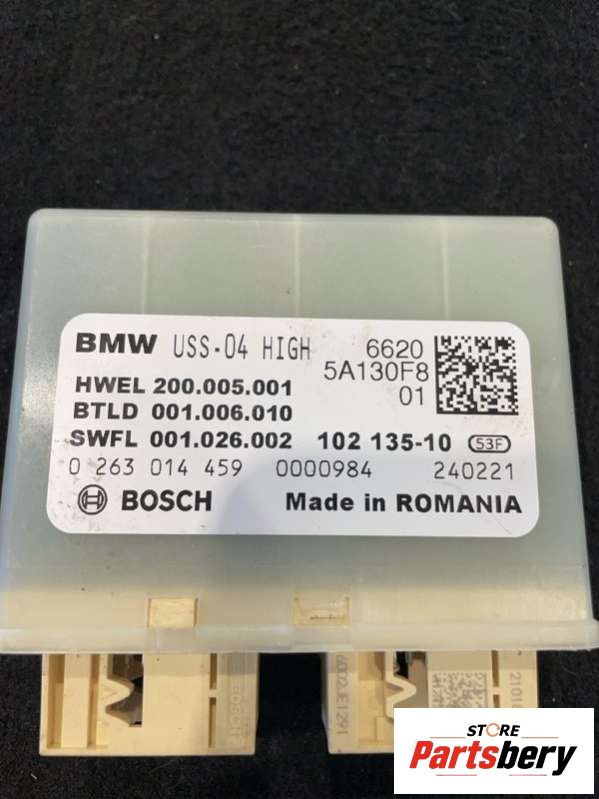 BMW USS-04 HIGH 6620
5A130F8
01
HWEL 200.005.001
BTLD 001.006.010
SWFL 001.026.002 102 135-10 53F
0 263 014 459 0000984 240221
BOSCH Made in ROMANIA
BOSCH
STORE
Partsbery